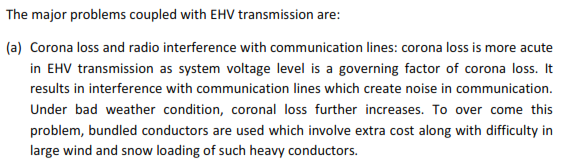 The major problems coupled with EHV transmission are:
(a) Corona loss and radio interference with communication lines: corona loss is more acute
in EHV transmission as system voltage level is a governing factor of corona loss. It
results in interference with communication lines which create noise in communication.
Under bad weather condition, coronal loss further increases. To over come this
problem, bundled conductors are used which involve extra cost along with difficulty in
large wind and snow loading of such heavy conductors.